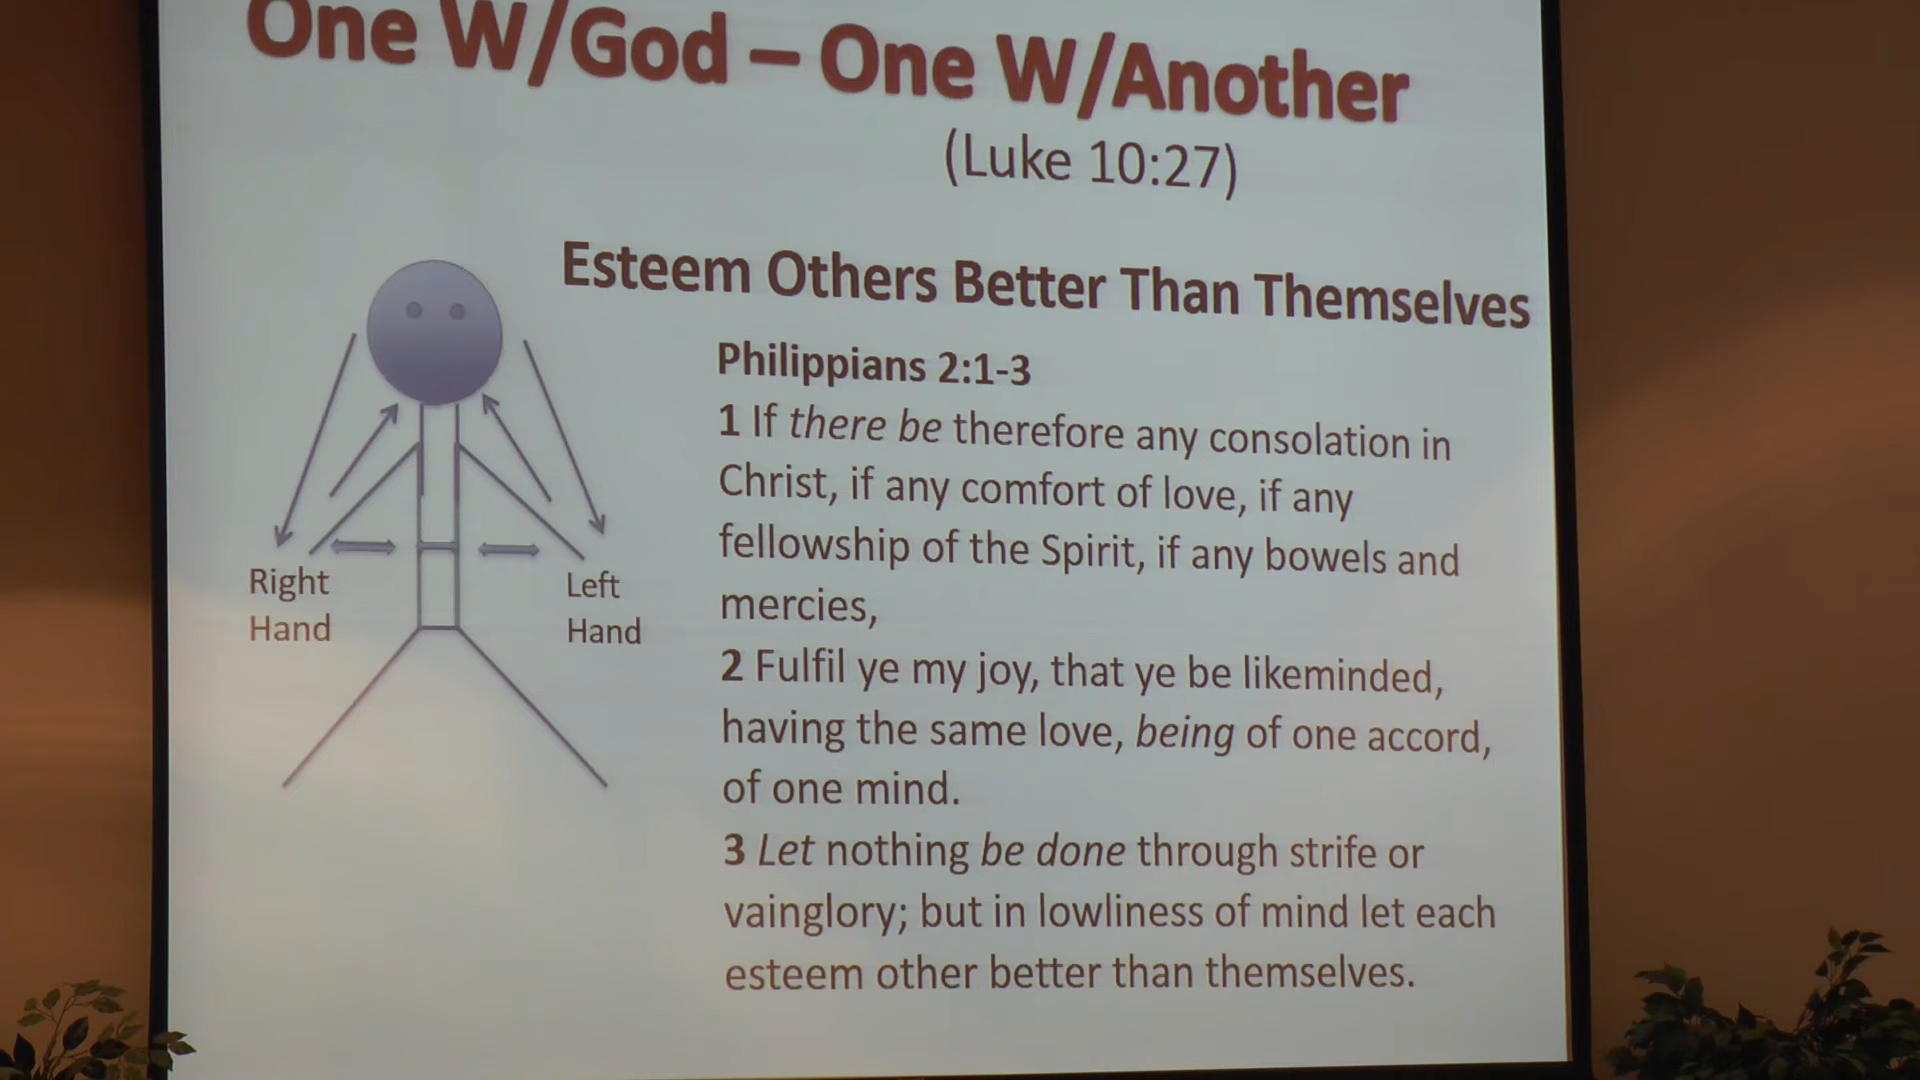 One W/God – One W/Another
(Luke 10:27)
Esteem Others Better Than Themselves
Philippians 2:1-3
1 If there be therefore any consolation in
Christ, if any comfort of love, if any
fellowship of the Spirit, if any bowels and
mercies,
2 Fulfil ye my joy, that ye be likeminded,
having the same love, being of one accord,
of one mind.
3 Let nothing be done through strife or
vainglory; but in lowliness of mind let each
esteem other better than themselves.
Right
Hand
Left
Hand